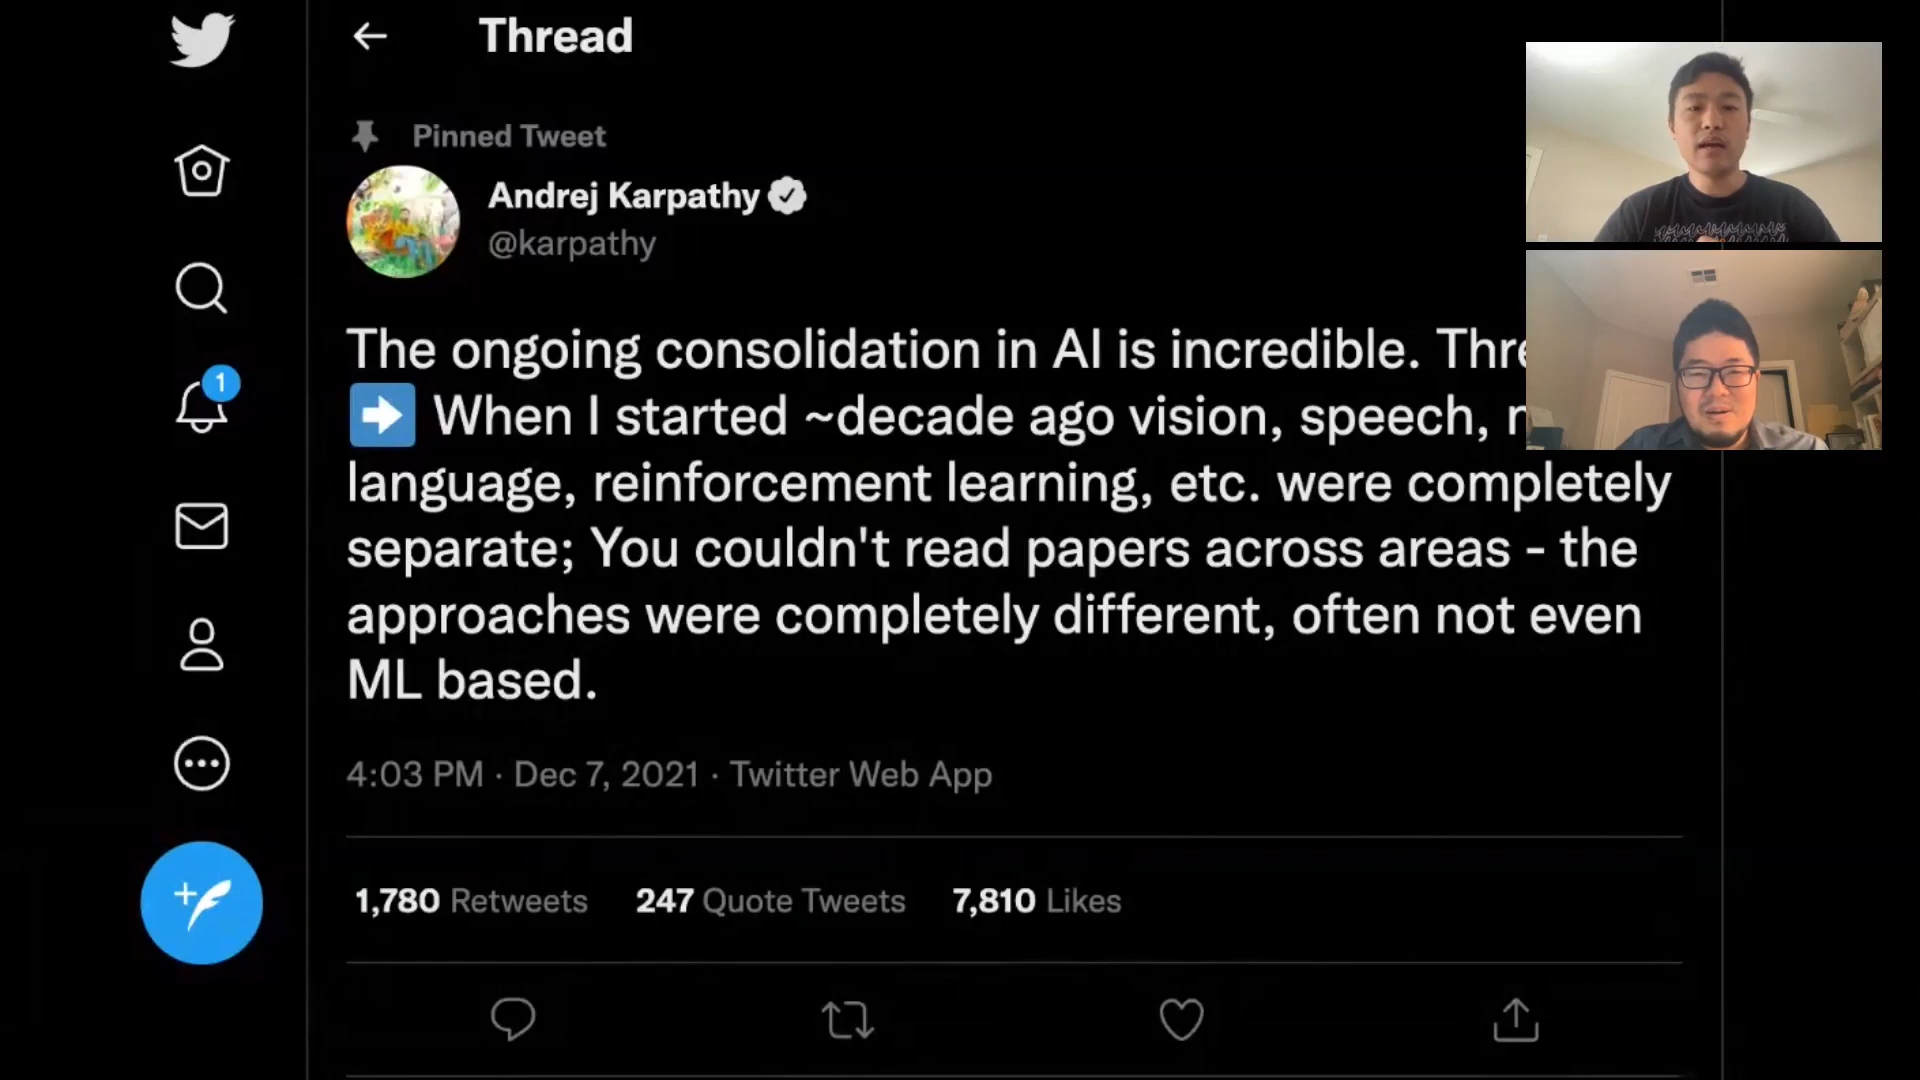 Thread
Pinned Tweet
Andrej Karpathy
@karpathy
The ongoing consolidation in AI is incredible.
When I started ~decade ago vision, speech,
language, reinforcement learning, etc. were completely
separate; You couldn't read papers across areas - the
approaches were completely different, often not even
ML based.
4:03 PM · Dec 7, 2021 · Twitter Web App
1,780 Retweets 247 Quote Tweets 7,810 Likes
1